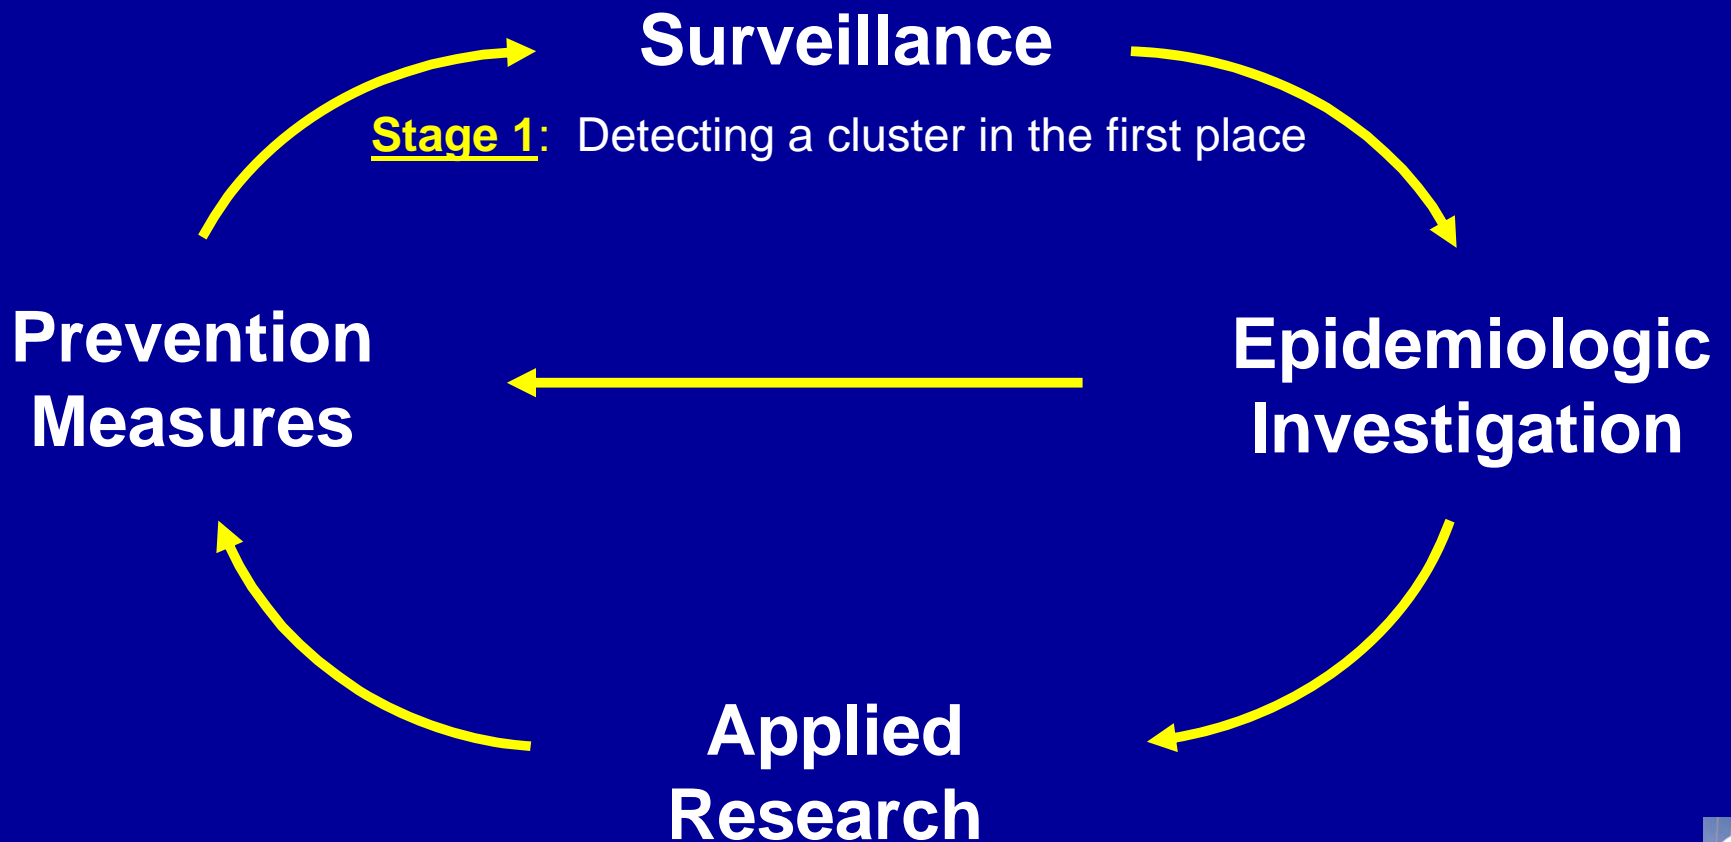 Surveillance
Stage 1: Detecting a cluster in the first place
Prevention
Measures
Epidemiologic
Investigation
Applied
Research